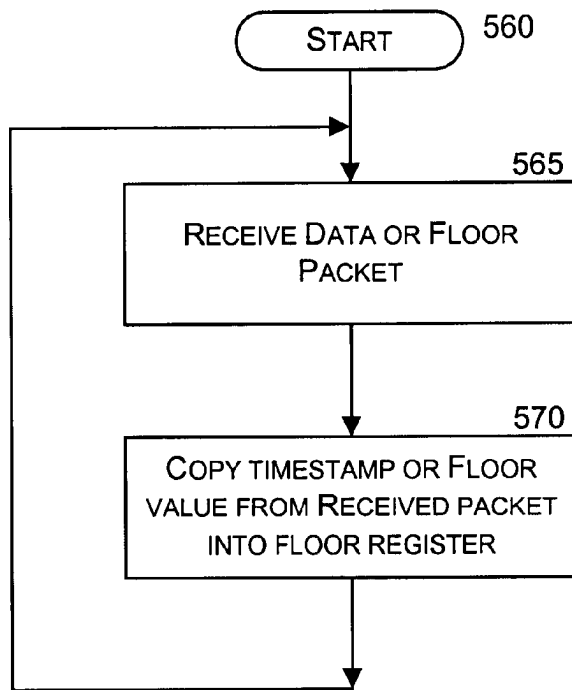 START 560
565
RECEIVE DATA OR FLOOR
PACKET
570
COPY TIMESTAMP OR FLOOR
VALUE FROM RECEIVED PACKET
INTO FLOOR REGISTER